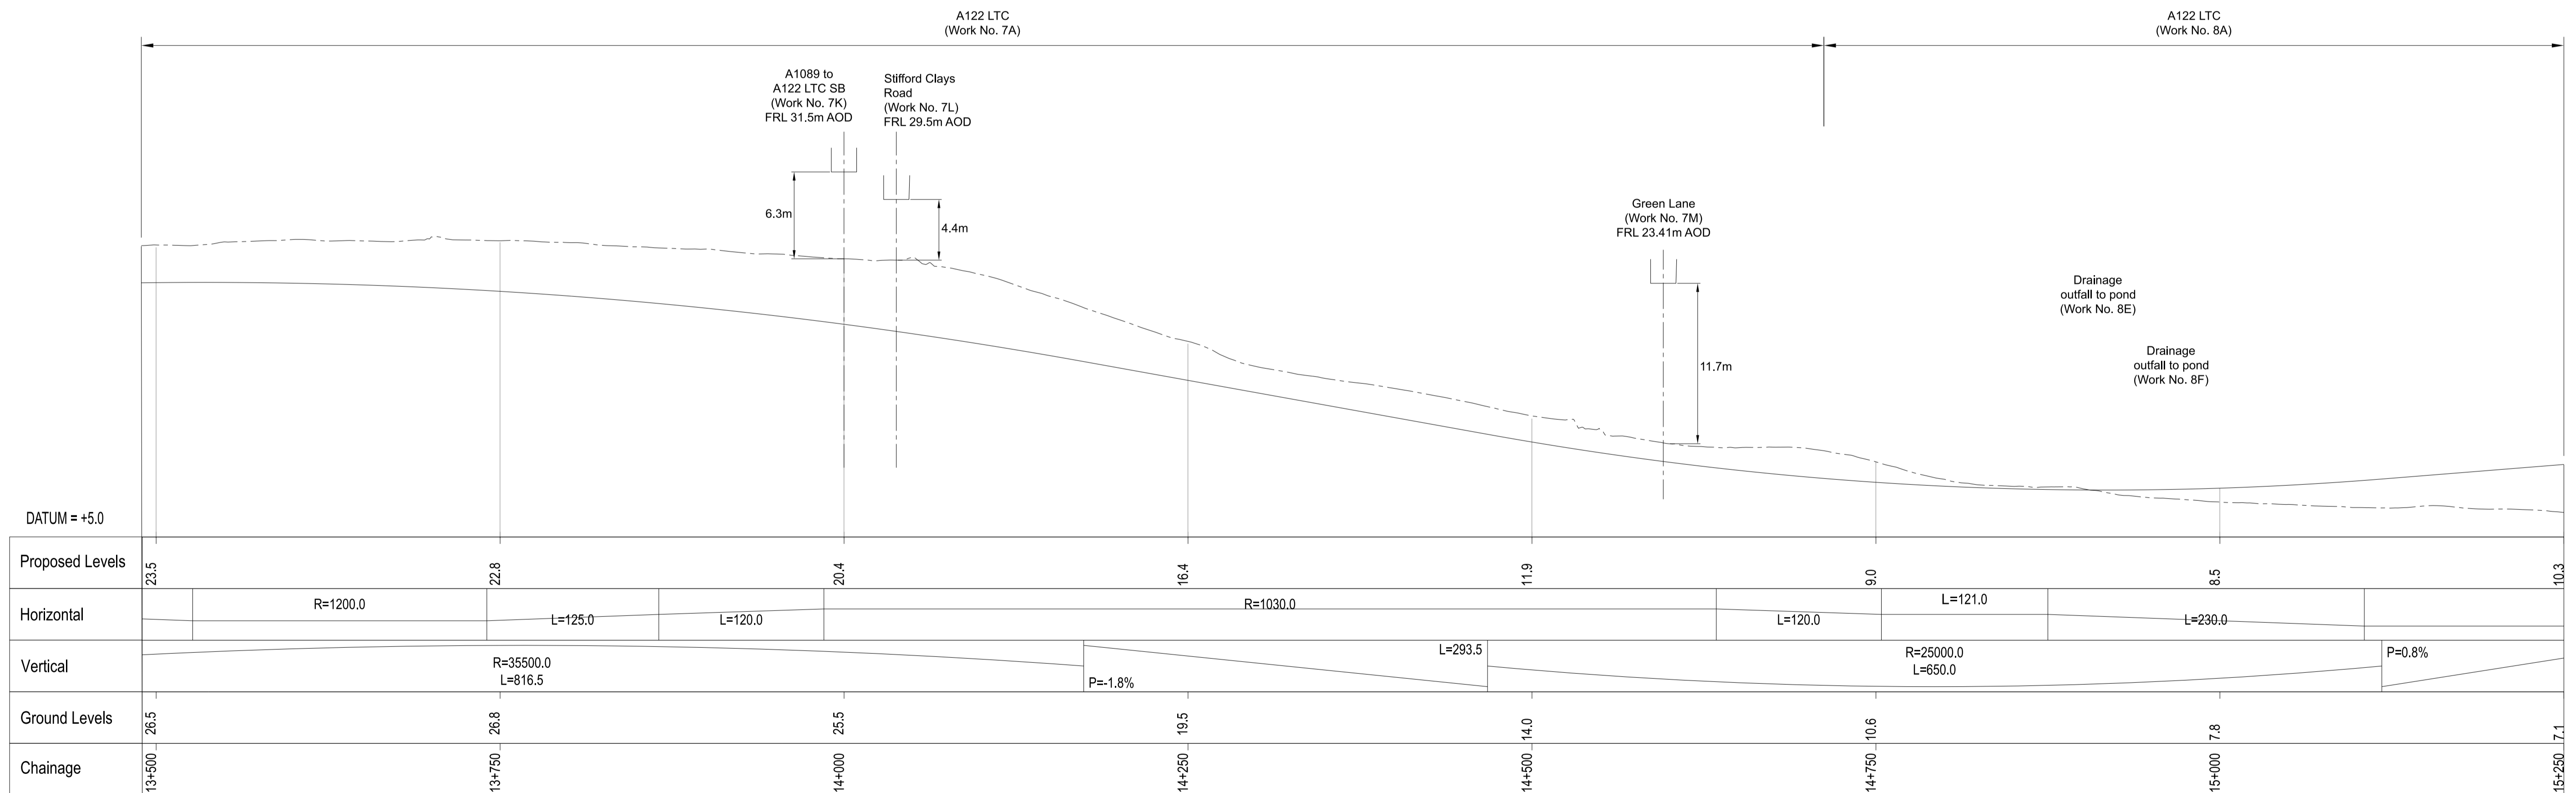 A122 LTC
(Work No. 7A)
A122 LTC
(Work No. 8A)
A1089 to
A122 LTC SB
(Work No. 7K)
FRL 31.5m AOD
Stifford Clays
Road
(Work No. 7L)
FRL 29.5m AOD
6.3m
4.4m
Green Lane
(Work No. 7M)
FRL 23.41m AOD
11.7m
Drainage
outfall to pond
(Work No. 8E)
Drainage
outfall to pond
(Work No. 8F)
DATUM = +5.0
Proposed Levels 23.5 22.8 20.4 16.4 11.9 9.0 8.5 10.3
Horizontal R=1200.0 L=125.0 L=120.0 R=1030.0 L=120.0 L=121.0 L=230.0
Vertical R=35500.0 L=293.5 R=25000.0 P=0.8%
L=816.5 P=-1.8% L=650.0
Ground Levels 26.5 26.8 25.5 19.5 14.0 10.6 7.8 7.1
Chainage 13+500 13+750 14+000 14+250 14+500 14+750 15+000 15+250